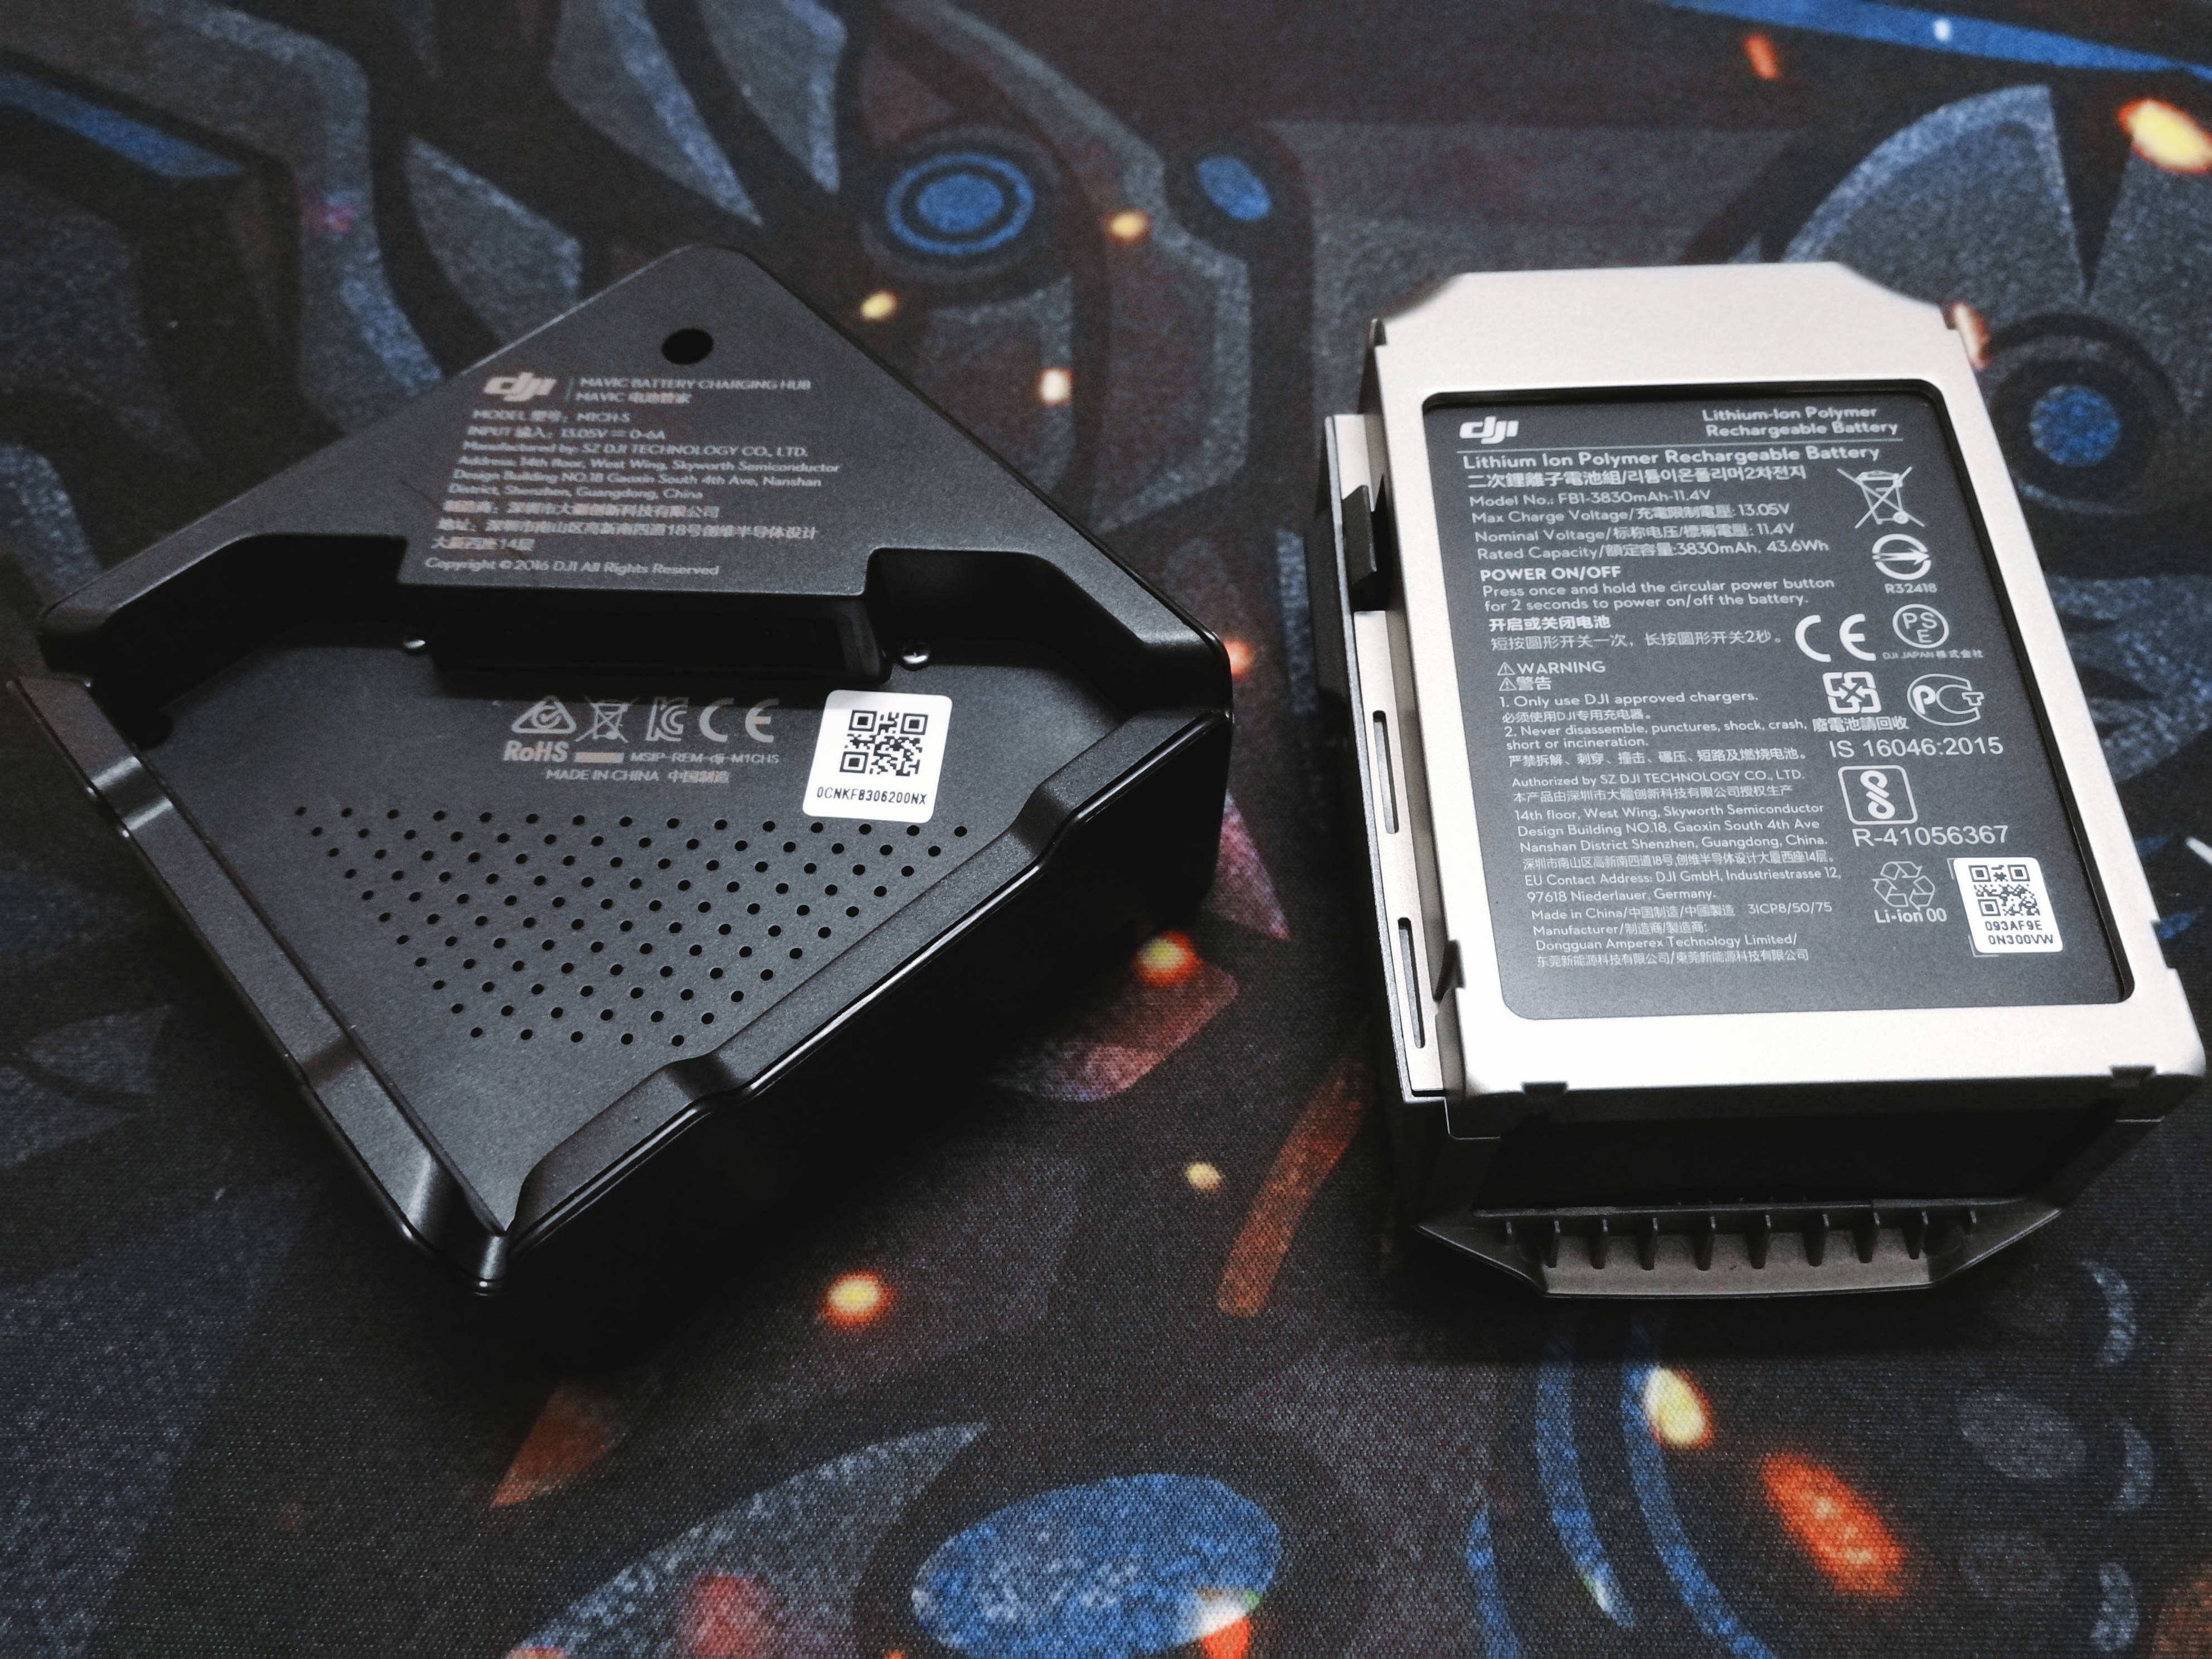 dji MAVIC BATTERY CHARGING HUB
MAVIC 电池管家
MODEL 型号: M1CH-S
INPUT 输入: 13.05V ⎓ 0-6A
Manufactured by: SZ DJI TECHNOLOGY CO., LTD.
Address: 14th floor, West Wing, Skyworth Semiconductor
Design Building NO.18 Gaoxin South 4th Ave, Nanshan
District, Shenzhen, Guangdong, China
制造商: 深圳市大疆创新科技有限公司
地址: 深圳市南山区高新南四道18号创维半导体设计
大厦西座14层
Copyright © 2016 DJI All Rights Reserved
CE
RoHS MSIP-REM-dji-M1CHS
MADE IN CHINA 中国制造
0CNKF8306200NX
dji
Lithium-Ion Polymer
Rechargeable Battery
Lithium Ion Polymer Rechargeable Battery
二次鋰離子電池組/리튬이온폴리머2차전지
Model No.: FB1-3830mAh-11.4V
Max Charge Voltage/充電限制電壓: 13.05V
Nominal Voltage/标称电压/標稱電壓: 11.4V
Rated Capacity/額定容量:3830mAh, 43.6Wh
POWER ON/OFF
Press once and hold the circular power button
for 2 seconds to power on/off the battery.
开启或关闭电池
短按圆形开关一次，长按圆形开关2秒。
⚠WARNING
⚠警告
1. Only use DJI approved chargers.
必须使用DJI专用充电器。
2. Never disassemble, punctures, shock, crash,
short or incineration.
严禁拆解、刺穿、撞击、碾压、短路及燃烧电池。
Authorized by SZ DJI TECHNOLOGY CO., LTD.
本产品由深圳市大疆创新科技有限公司授权生产
14th floor, West Wing, Skyworth Semiconductor
Design Building NO.18, Gaoxin South 4th Ave
Nanshan District Shenzhen, Guangdong, China.
深圳市南山区高新南四道18号,创维半导体设计大厦西座14层。
EU Contact Address: DJI GmbH, Industriestrasse 12,
97618 Niederlauer, Germany.
Made in China/中国制造/中國製造 3ICP8/50/75
Manufacturer/制造商/製造商:
Dongguan Amperex Technology Limited/
东莞新能源科技有限公司/東莞新能源科技有限公司
R32418
CE
PS
E
DJI JAPAN 株式会社
廢電池請回收
IS 16046:2015
R-41056367
Li-ion 00
093AF9E
0N300VW